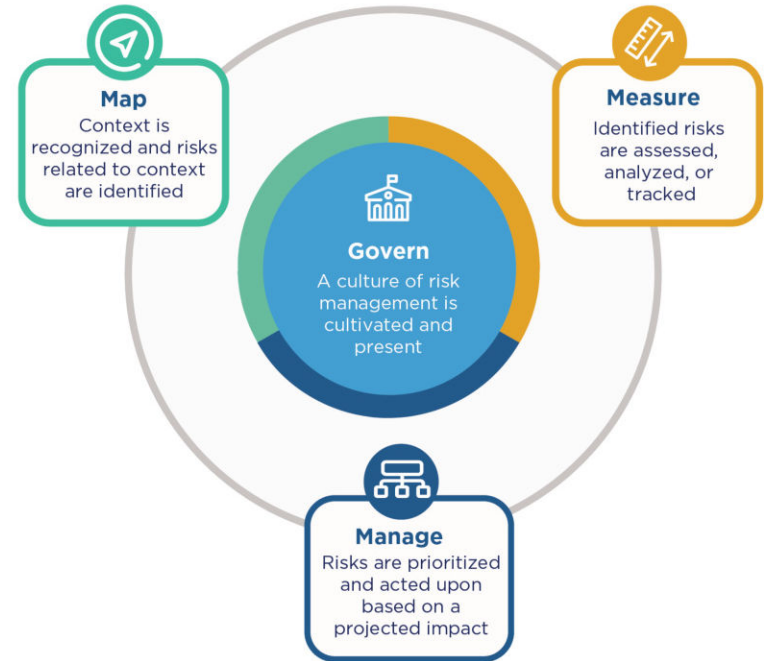 Map
Context is
recognized and risks
related to context
are identified
Measure
Identified risks
are assessed,
analyzed, or
tracked
Govern
A culture of risk
management is
cultivated and
present
Manage
Risks are prioritized
and acted upon
based on a
projected impact